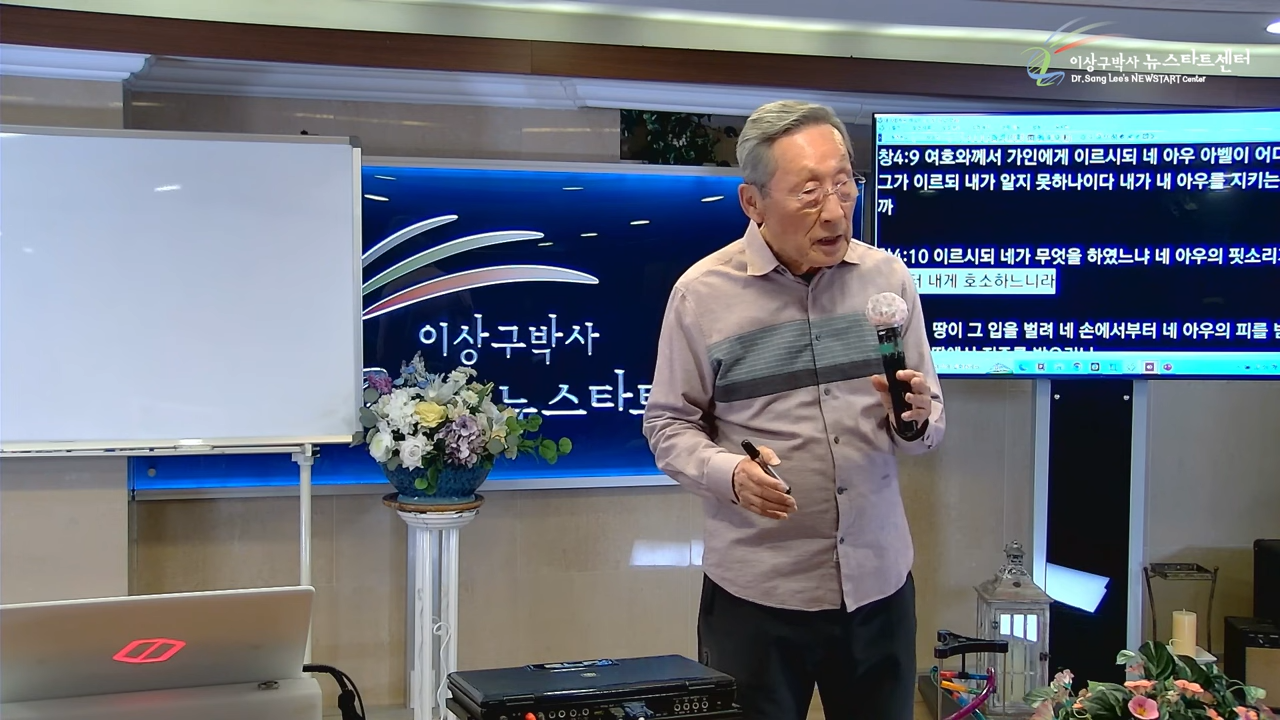 이상구박사 뉴스타트센터
Dr. Sang Lee's NEWSTART Center
창4:9 여호와께서 가인에게 이르시되 네 아우 아벨이
그가 이르되 내가 알지 못하나이다 내가 내 아우를 지키는
까
4:10 이르시되 네가 무엇을 하였느냐 네 아우의 핏소리
내게 호소하느니라
땅이 그 입을 벌려 네 손에서부터 네 아우의 피를
이상구박사
뉴스타트